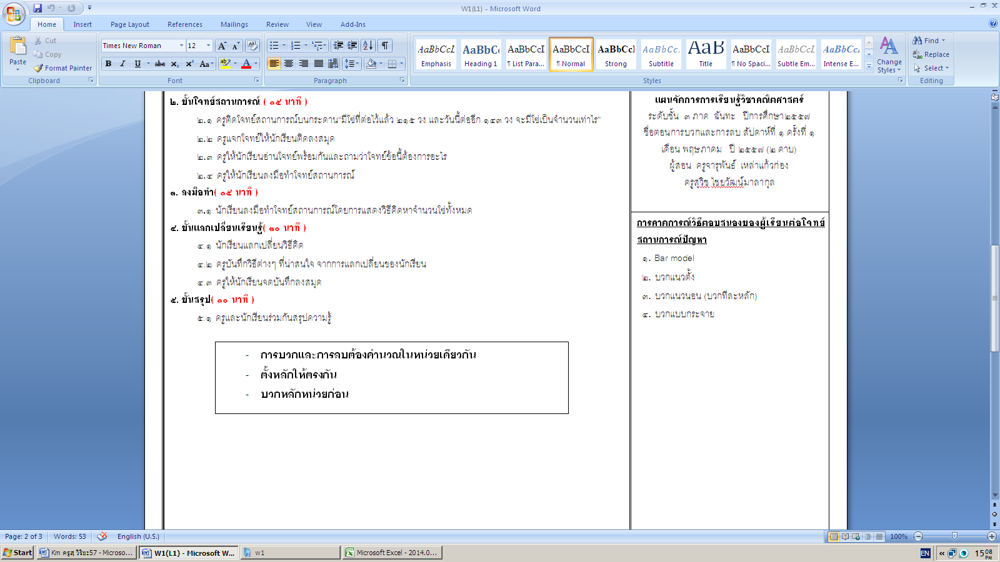 W1(L1) - Microsoft Word
Home Insert Page Layout References Mailings Review View Add-Ins
Paste Cut Copy Format Painter Clipboard
Times New Roman 12 Font
Paragraph
AaBbCcI Emphasis AaBbC Heading 1 AaBbCcI ¶ List Para... AaBbCcI ¶ Normal AaBbCcI Strong AaBbCc. Subtitle AaB Title AaBbCcI ¶ No Spaci... AaBbCcI Subtle Em... AaBbCcI Intense E... Change Styles Styles
Find Replace Select Editing
๒. ขั้นโจทย์สถานการณ์ ( ๑๕ นาที )
๒.๑ ครูติดโจทย์สถานการณ์บนกระดาน“มีโซ่ที่ต่อไว้แล้ว ๒๑๕ วง และวันนี้ต่ออีก ๑๔๓ วง จะมีโซ่เป็นจำนวนเท่าไร”
๒.๒ ครูแจกโจทย์ให้นักเรียนติดลงสมุด
๒.๓ ครูให้นักเรียนอ่านโจทย์พร้อมกันและถามว่าโจทย์ข้อนี้ต้องการอะไร
๒.๔ ครูให้นักเรียนลงมือทำโจทย์สถานการณ์
๓. ลงมือทำ( ๑๕ นาที )
๓.๑ นักเรียนลงมือทำโจทย์สถานการณ์โดยการแสดงวิธีคิดหาจำนวนโซ่ทั้งหมด
๔. ขั้นแลกเปลี่ยนเรียนรู้( ๓๐ นาที )
๔.๑ นักเรียนแลกเปลี่ยนวิธีคิด
๔.๒ ครูบันทึกวิธีต่างๆ ที่น่าสนใจ จากการแลกเปลี่ยนของนักเรียน
๔.๓ ครูให้นักเรียนจดบันทึกลงสมุด
๕. ขั้นสรุป( ๑๐ นาที )
๕.๑ ครูและนักเรียนร่วมกันสรุปความรู้
- การบวกและการลบต้องคำนวณในหน่วยเดียวกัน
- ตั้งหลักให้ตรงกัน
- บวกหลักหน่วยก่อน
แผนจัดการการเรียนรู้วิชาคณิตศาสตร์
ระดับชั้น ๓ ภาค ฉันทะ ปีการศึกษา๒๕๕๗
ชื่อตอนการบวกและการลบ สัปดาห์ที่ ๑ ครั้งที่ ๑
เดือน พฤษภาคม ปี ๒๕๕๗ (๒ คาบ)
ผู้สอน ครูจารุพันธ์ เหล่าแก้วก่อง
ครูสุวิช ไชยวัฒน์มาลากุล
การคาดการณ์วิธีตอบสนองของผู้เรียนต่อโจทย์
สถานการณ์ปัญหา
๑. Bar model
๒. บวกแนวตั้ง
๓. บวกแนวนอน (บวกทีละหลัก)
๔. บวกแบบกระจาย
Page: 2 of 3 Words: 53 English (U.S.) 100%
Start Km ครูสุ วิริยะ57 - Microso... W1(L1) - Microsoft W... w1 Microsoft Excel - 2014.0... EN « 15:08 PM